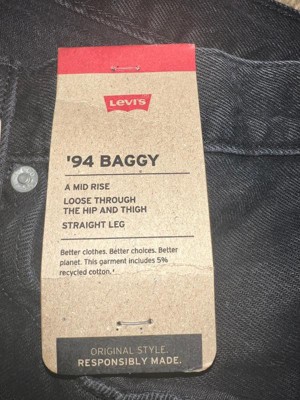 Levi's
'94 BAGGY
A MID RISE
LOOSE THROUGH
THE HIP AND THIGH
STRAIGHT LEG
Better clothes. Better choices. Better
planet. This garment includes 5%
recycled cotton.¹
ORIGINAL STYLE.
RESPONSIBLY MADE.